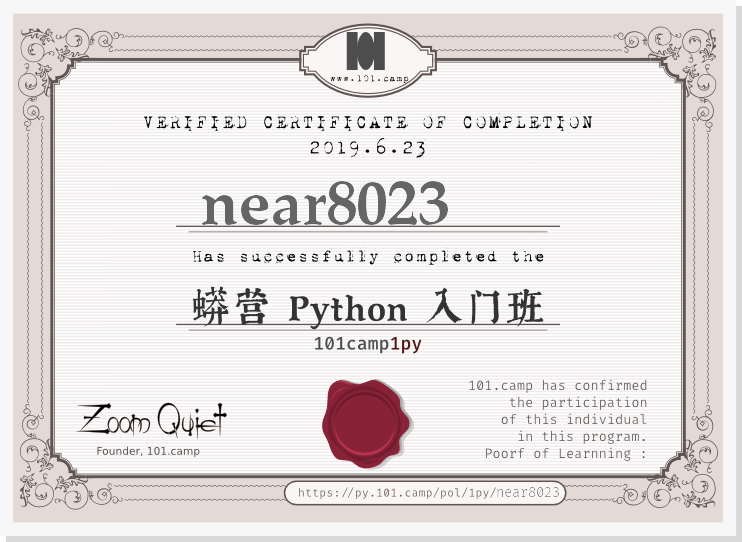 101
www.101.camp
VERIFIED CERTIFICATE OF COMPLETION
2019.6.23
near8023
Has successfully completed the
蟒营 Python 入门班
101camp1py
Zoom Quiet
Founder, 101.camp
101.camp has confirmed
the participation
of this individual
in this program.
Poorf of Learnning :
https://py.101.camp/pol/1py/near8023